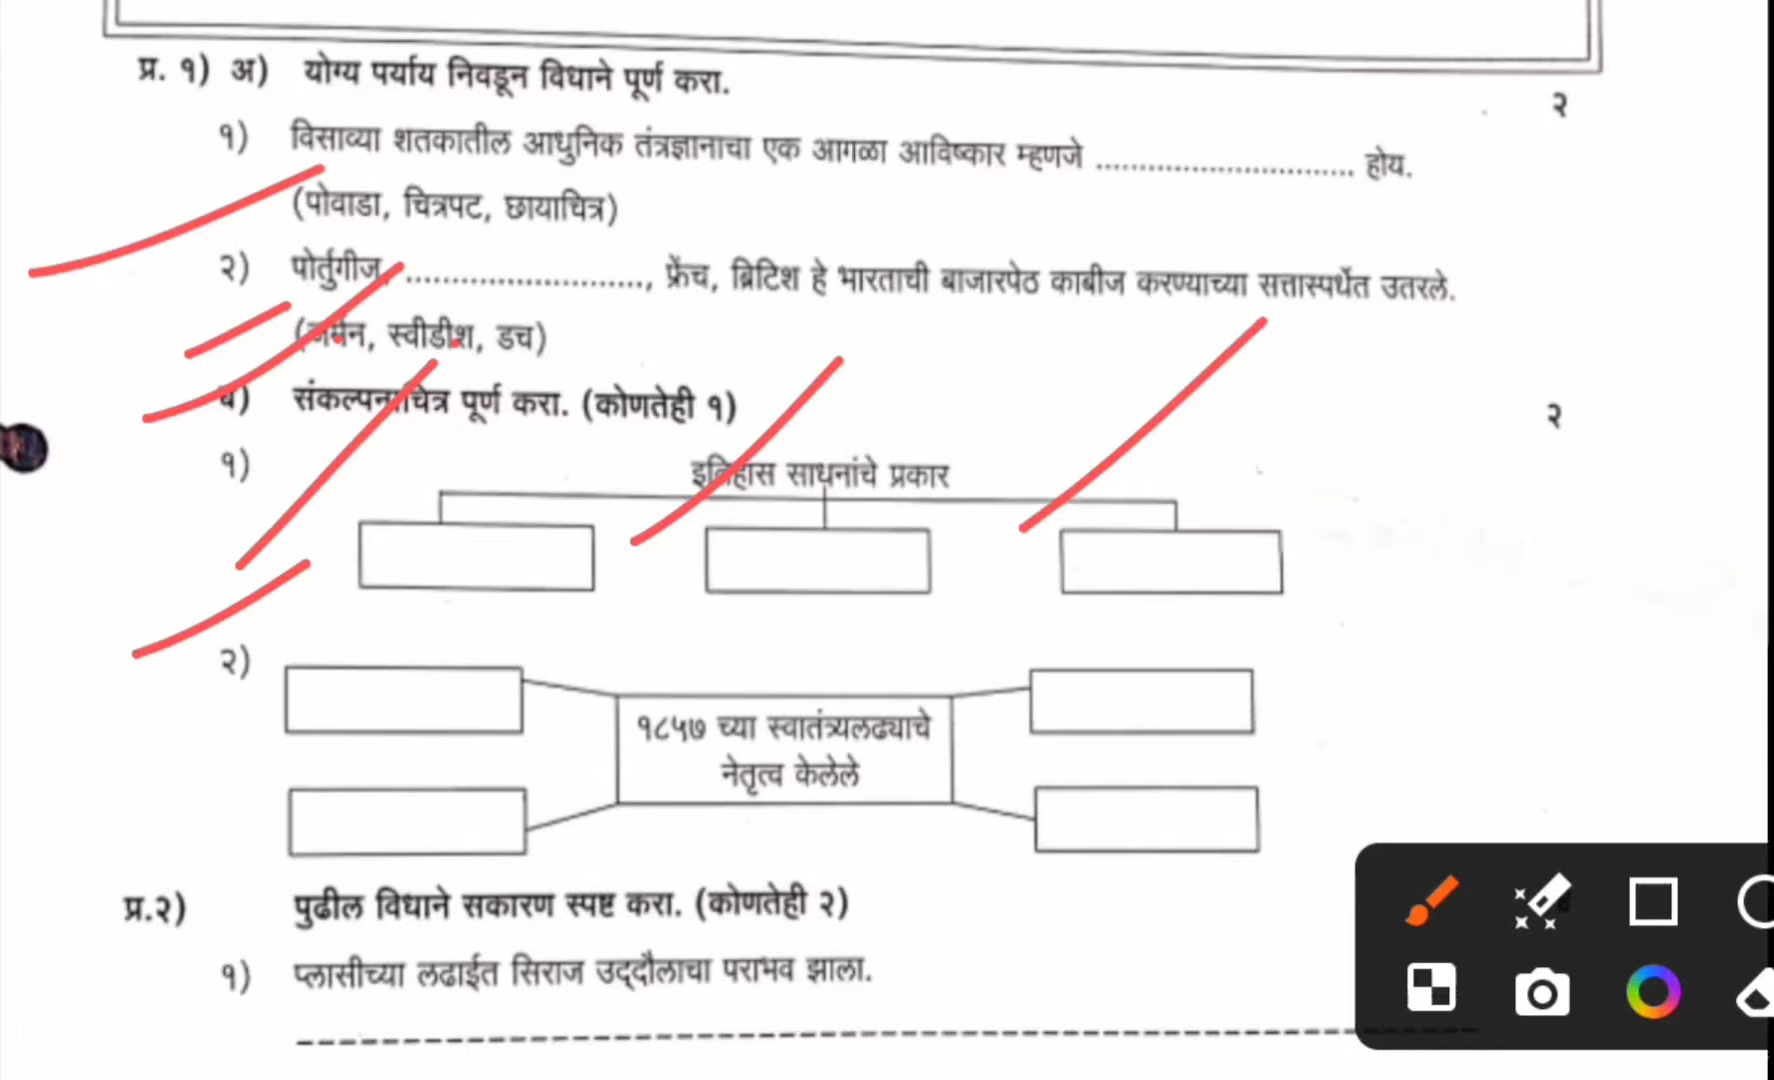 प्र. १) अ) योग्य पर्याय निवडून विधाने पूर्ण करा. २
१) विसाव्या शतकातील आधुनिक तंत्रज्ञानाचा एक आगळा आविष्कार म्हणजे .............................. होय.
(पोवाडा, चित्रपट, छायाचित्र)
२) पोर्तुगीज, ..........................., फ्रेंच, ब्रिटिश हे भारताची बाजारपेठ काबीज करण्याच्या सत्तास्पर्धेत उतरले.
(जर्मन, स्वीडीश, डच)
ब) संकल्पनाचित्र पूर्ण करा. (कोणतेही १) २
१) इतिहास साधनांचे प्रकार
२)
१८५७ च्या स्वातंत्र्यलढ्याचे
नेतृत्व केलेले
प्र.२) पुढील विधाने सकारण स्पष्ट करा. (कोणतेही २)
१) प्लासीच्या लढाईत सिराज उद्दौलाचा पराभव झाला.